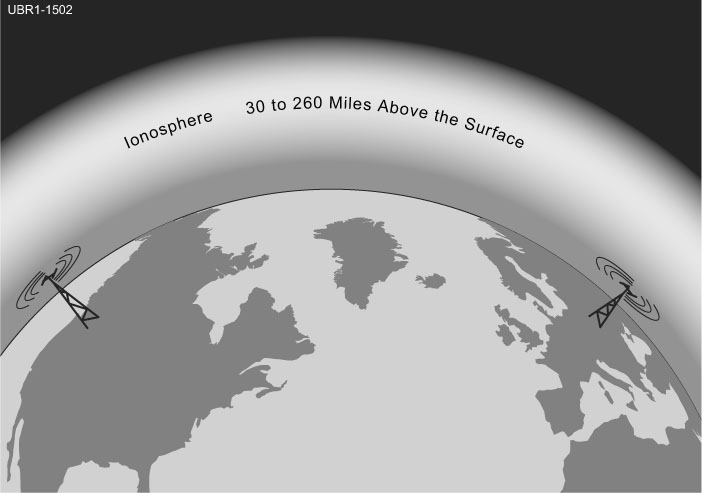 UBR1-1502
Ionosphere 30 to 260 Miles Above the Surface